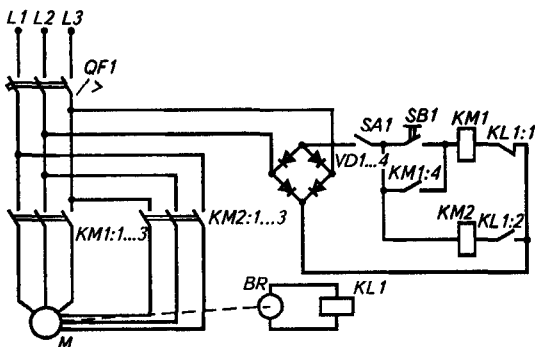 L1 L2 L3
QF1
SA1 SB1 KM1 KL1:1
VD1...4
KM1:4
KM2 KL1:2
KM1:1...3
KM2:1...3
BR KL1
M